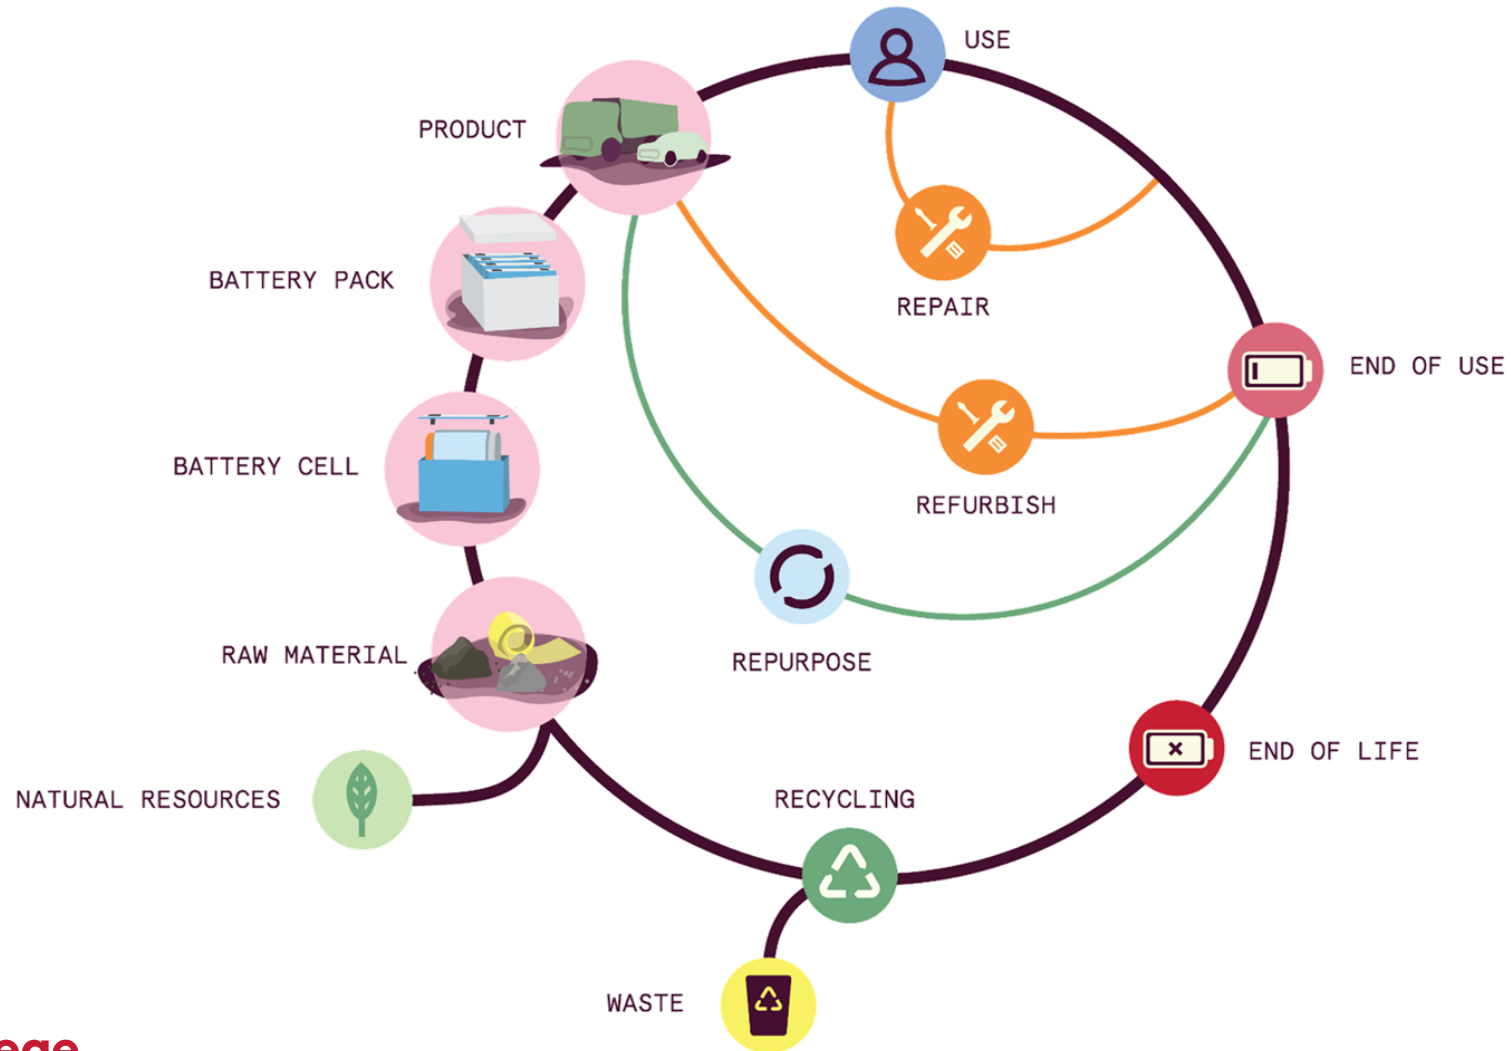 USE
PRODUCT
BATTERY PACK
REPAIR
END OF USE
BATTERY CELL
REFURBISH
RAW MATERIAL
REPURPOSE
END OF LIFE
NATURAL RESOURCES
RECYCLING
WASTE